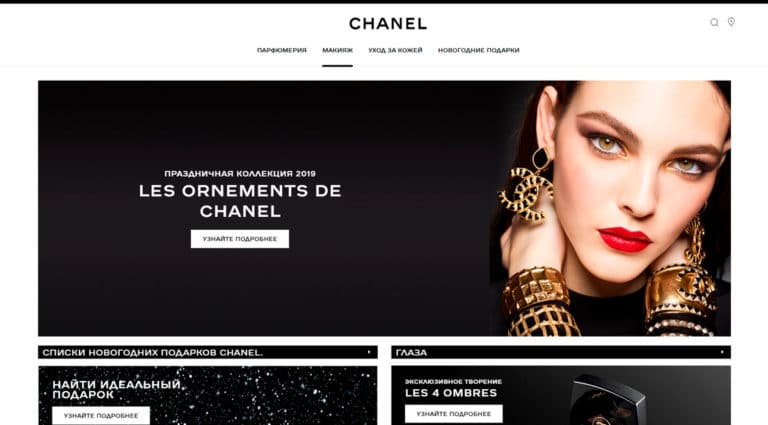 CHANEL
ПАРФЮМЕРИЯ МАКИЯЖ УХОД ЗА КОЖЕЙ НОВОГОДНИЕ ПОДАРКИ
ПРАЗДНИЧНАЯ КОЛЛЕКЦИЯ 2019
LES ORNEMENTS DE
CHANEL
УЗНАЙТЕ ПОДРОБНЕЕ
СПИСКИ НОВОГОДНИХ ПОДАРКОВ CHANEL.
НАЙТИ ИДЕАЛЬНЫЙ
ПОДАРОК
УЗНАЙТЕ ПОДРОБНЕЕ
ГЛАЗА
ЭКСКЛЮЗИВНОЕ ТВОРЕНИЕ
LES 4 OMBRES
УЗНАЙТЕ ПОДРОБНЕЕ